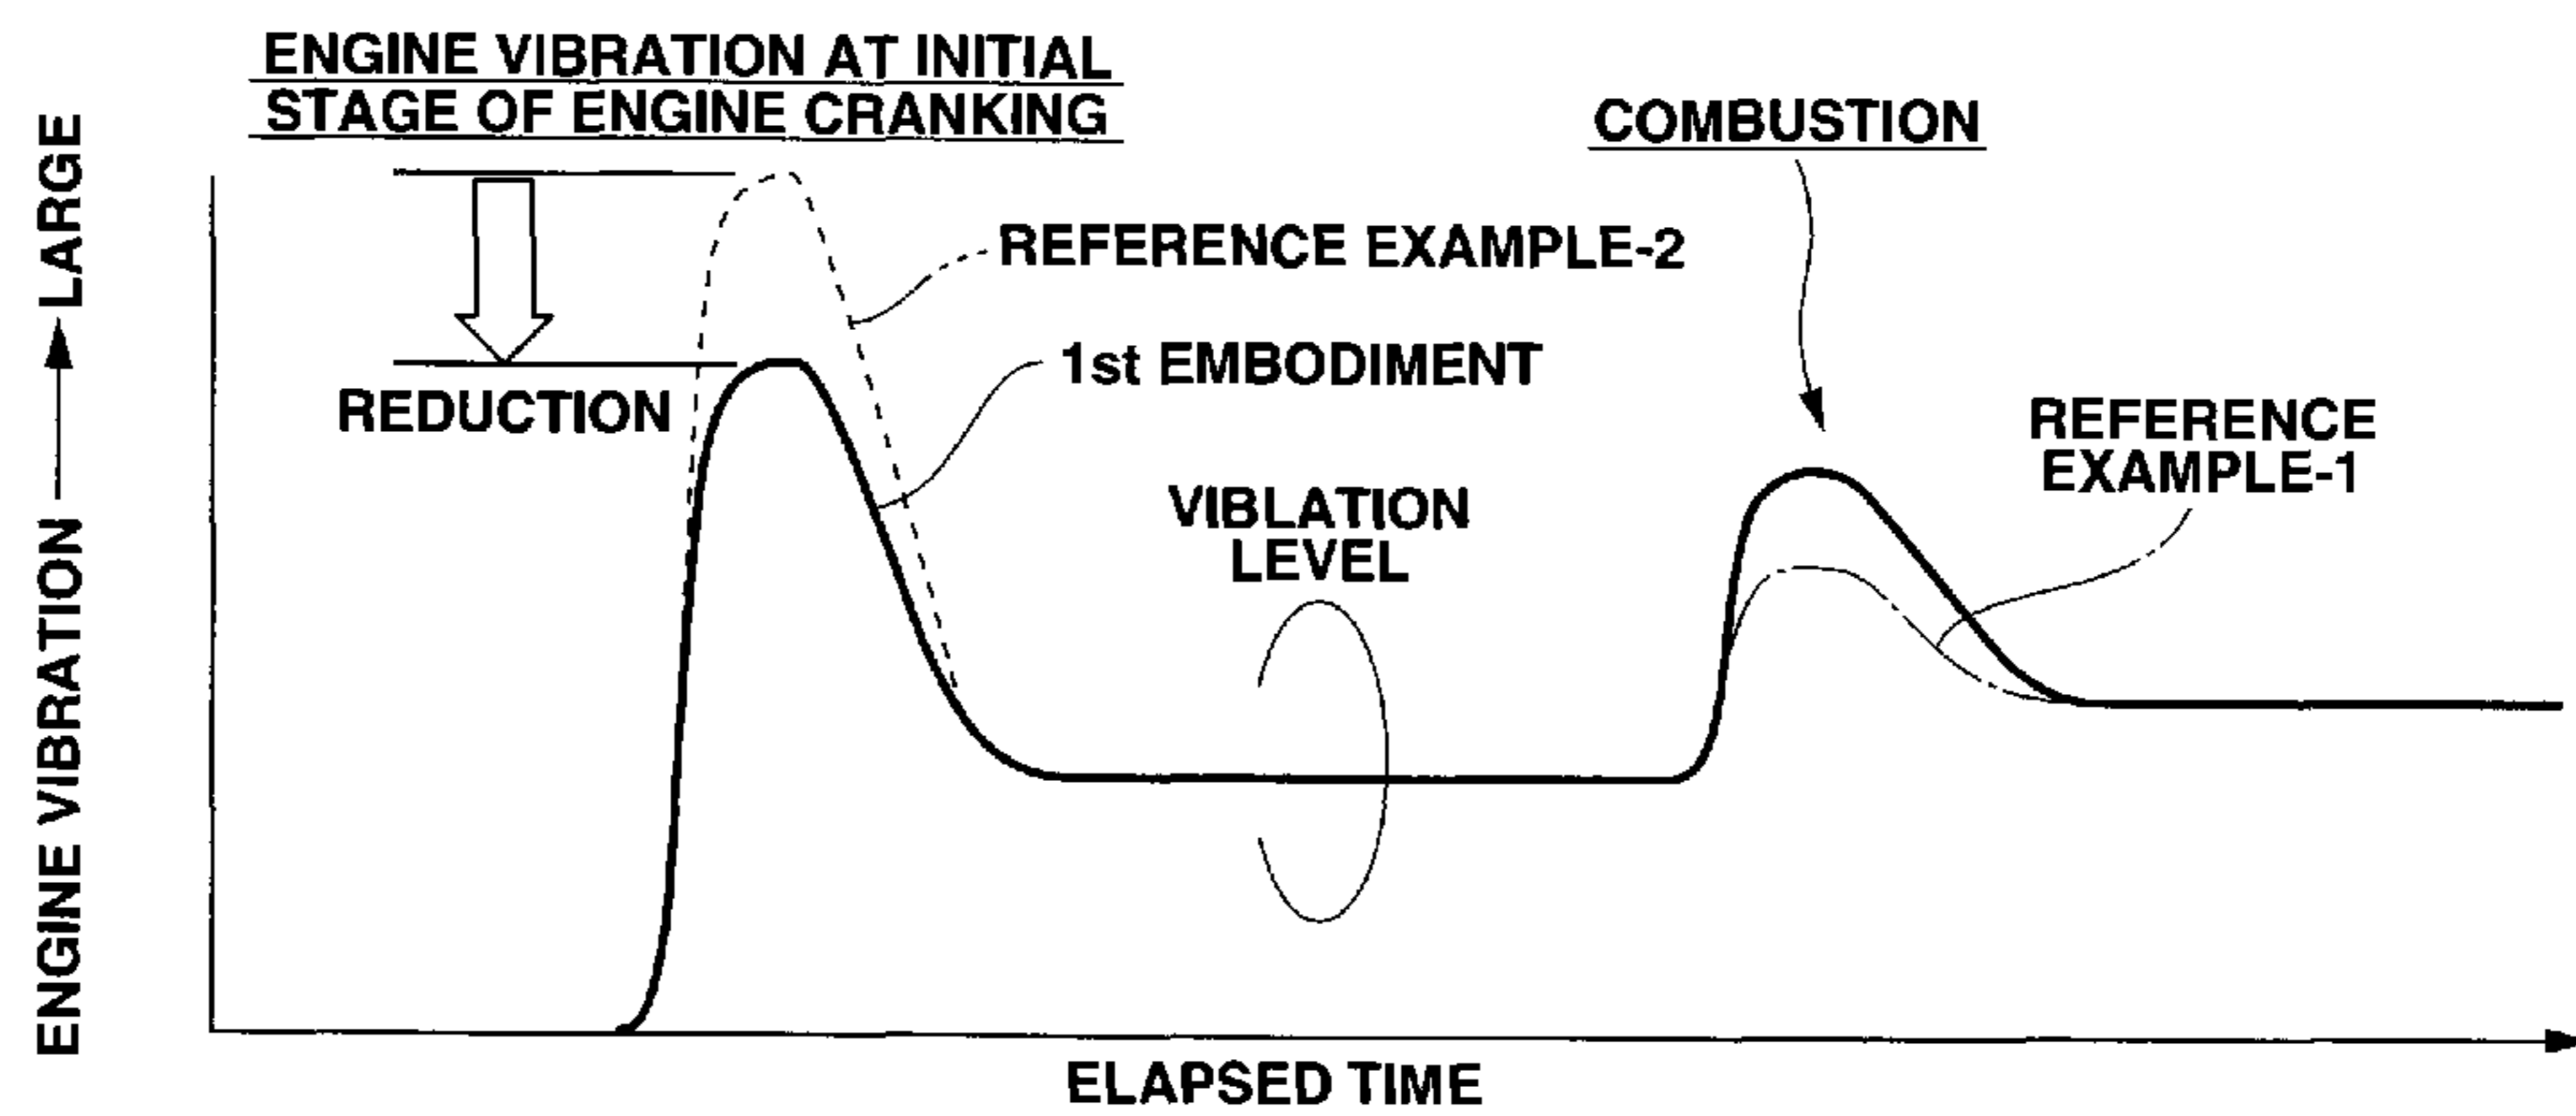 ENGINE VIBRATION AT INITIAL
STAGE OF ENGINE CRANKING
COMBUSTION
REFERENCE EXAMPLE-2
1st EMBODIMENT
REDUCTION
REFERENCE
EXAMPLE-1
VIBLATION
LEVEL
ENGINE VIBRATION
LARGE
ELAPSED TIME